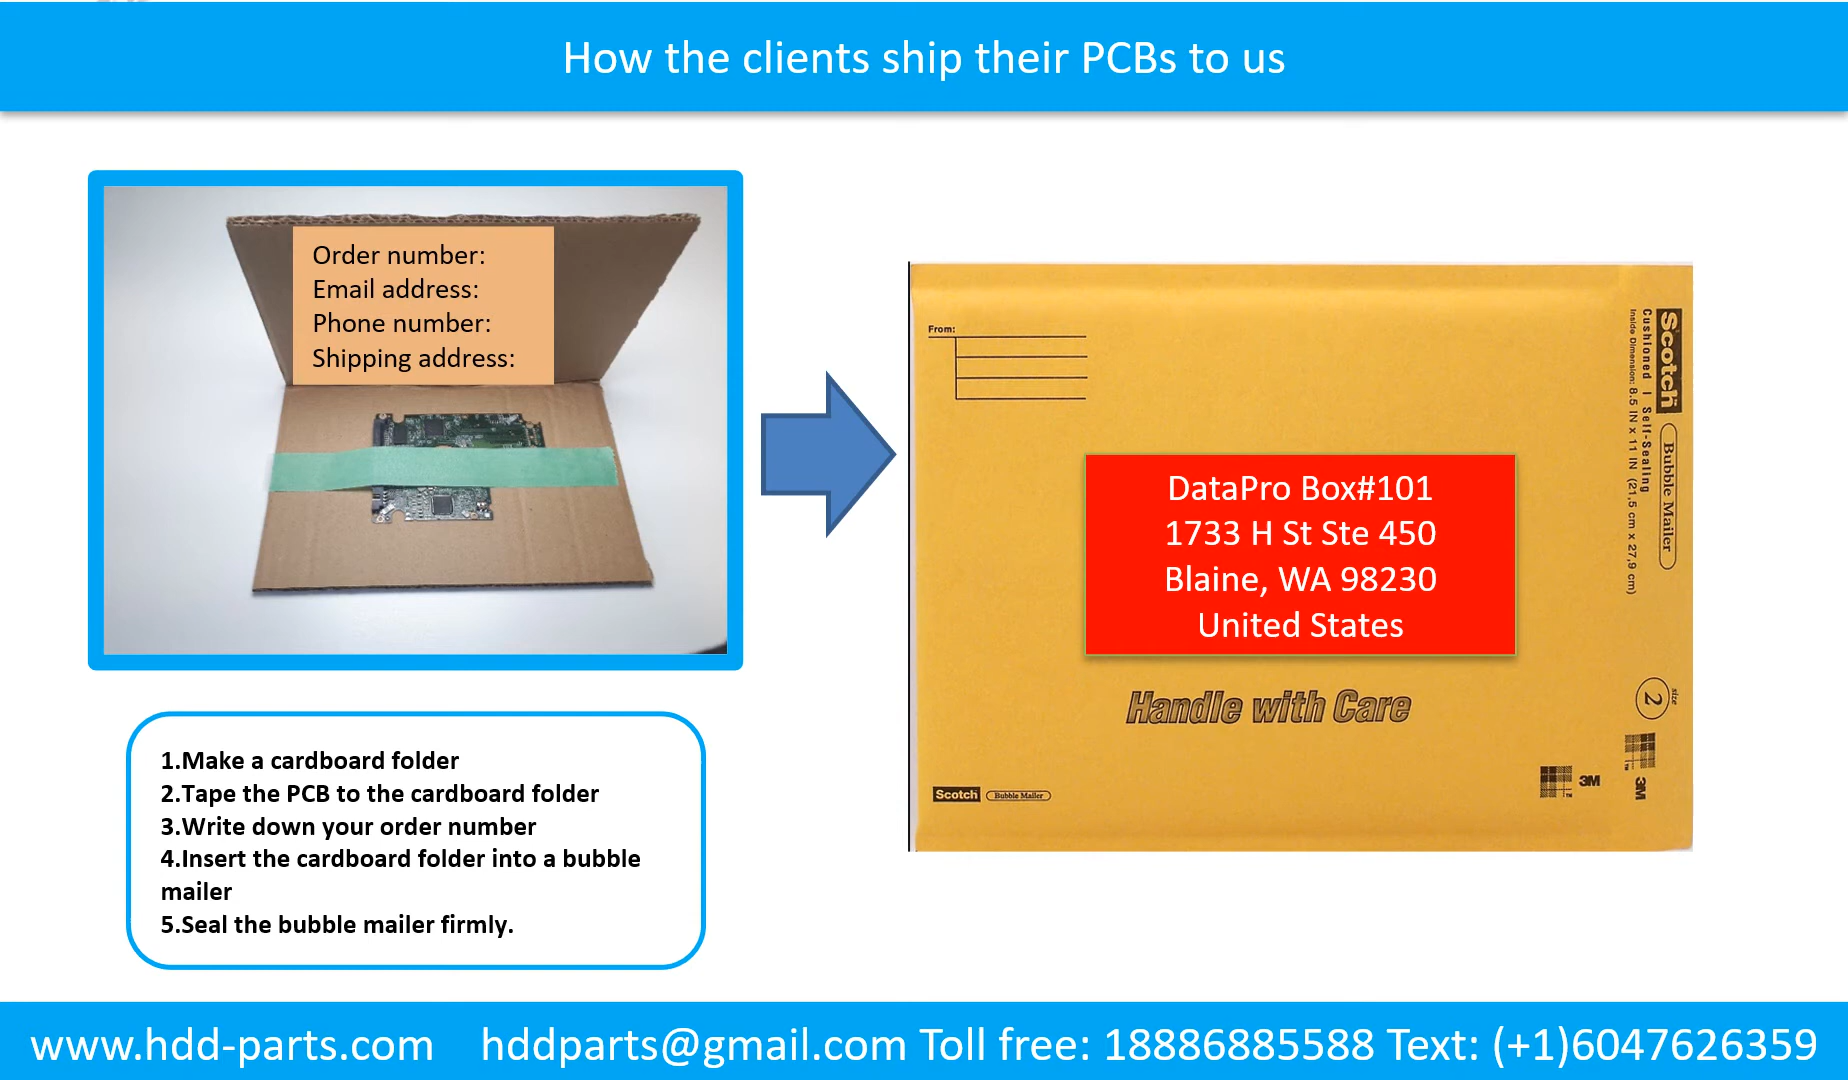 How the clients ship their PCBs to us
Order number:
Email address:
Phone number:
Shipping address:
From:
Scotch
Cushioned | Self-Sealing
Inside Dimension: 8.5 IN x 11 IN (21,5 cm x 27,9 cm)
Bubble Mailer
DataPro Box#101
1733 H St Ste 450
Blaine, WA 98230
United States
Handle with Care
size
2
Scotch Bubble Mailer
TM 3M
TM 3M
1.Make a cardboard folder
2.Tape the PCB to the cardboard folder
3.Write down your order number
4.Insert the cardboard folder into a bubble
mailer
5.Seal the bubble mailer firmly.
www.hdd-parts.com hddparts@gmail.com Toll free: 18886885588 Text: (+1)6047626359